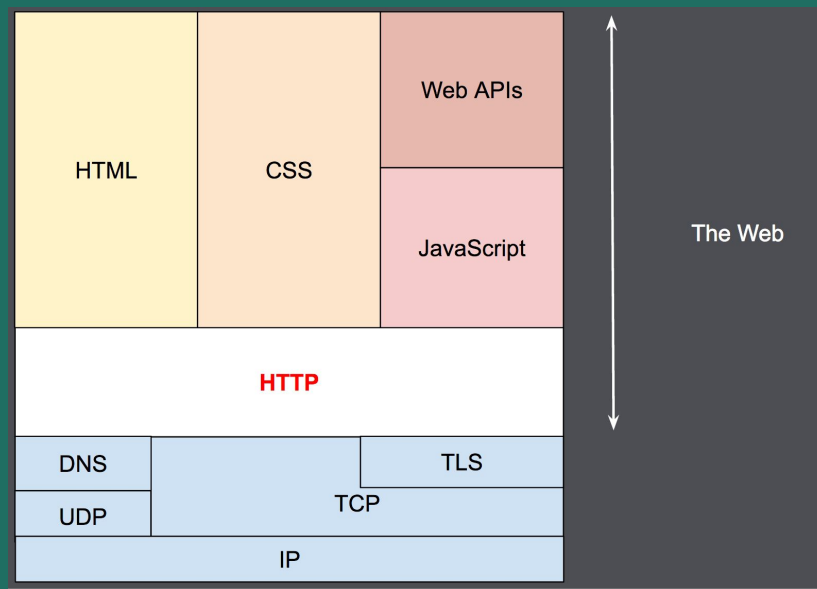 Web APIs
HTML
CSS
The Web
JavaScript
HTTP
DNS
TLS
TCP
UDP
IP